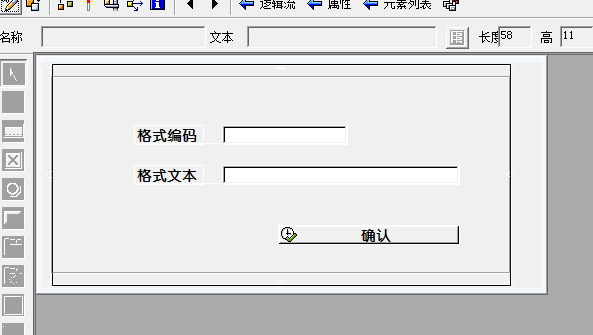 逻辑流 属性 元素列表
名称 文本 长度 58 高 11
格式编码
格式文本
确认